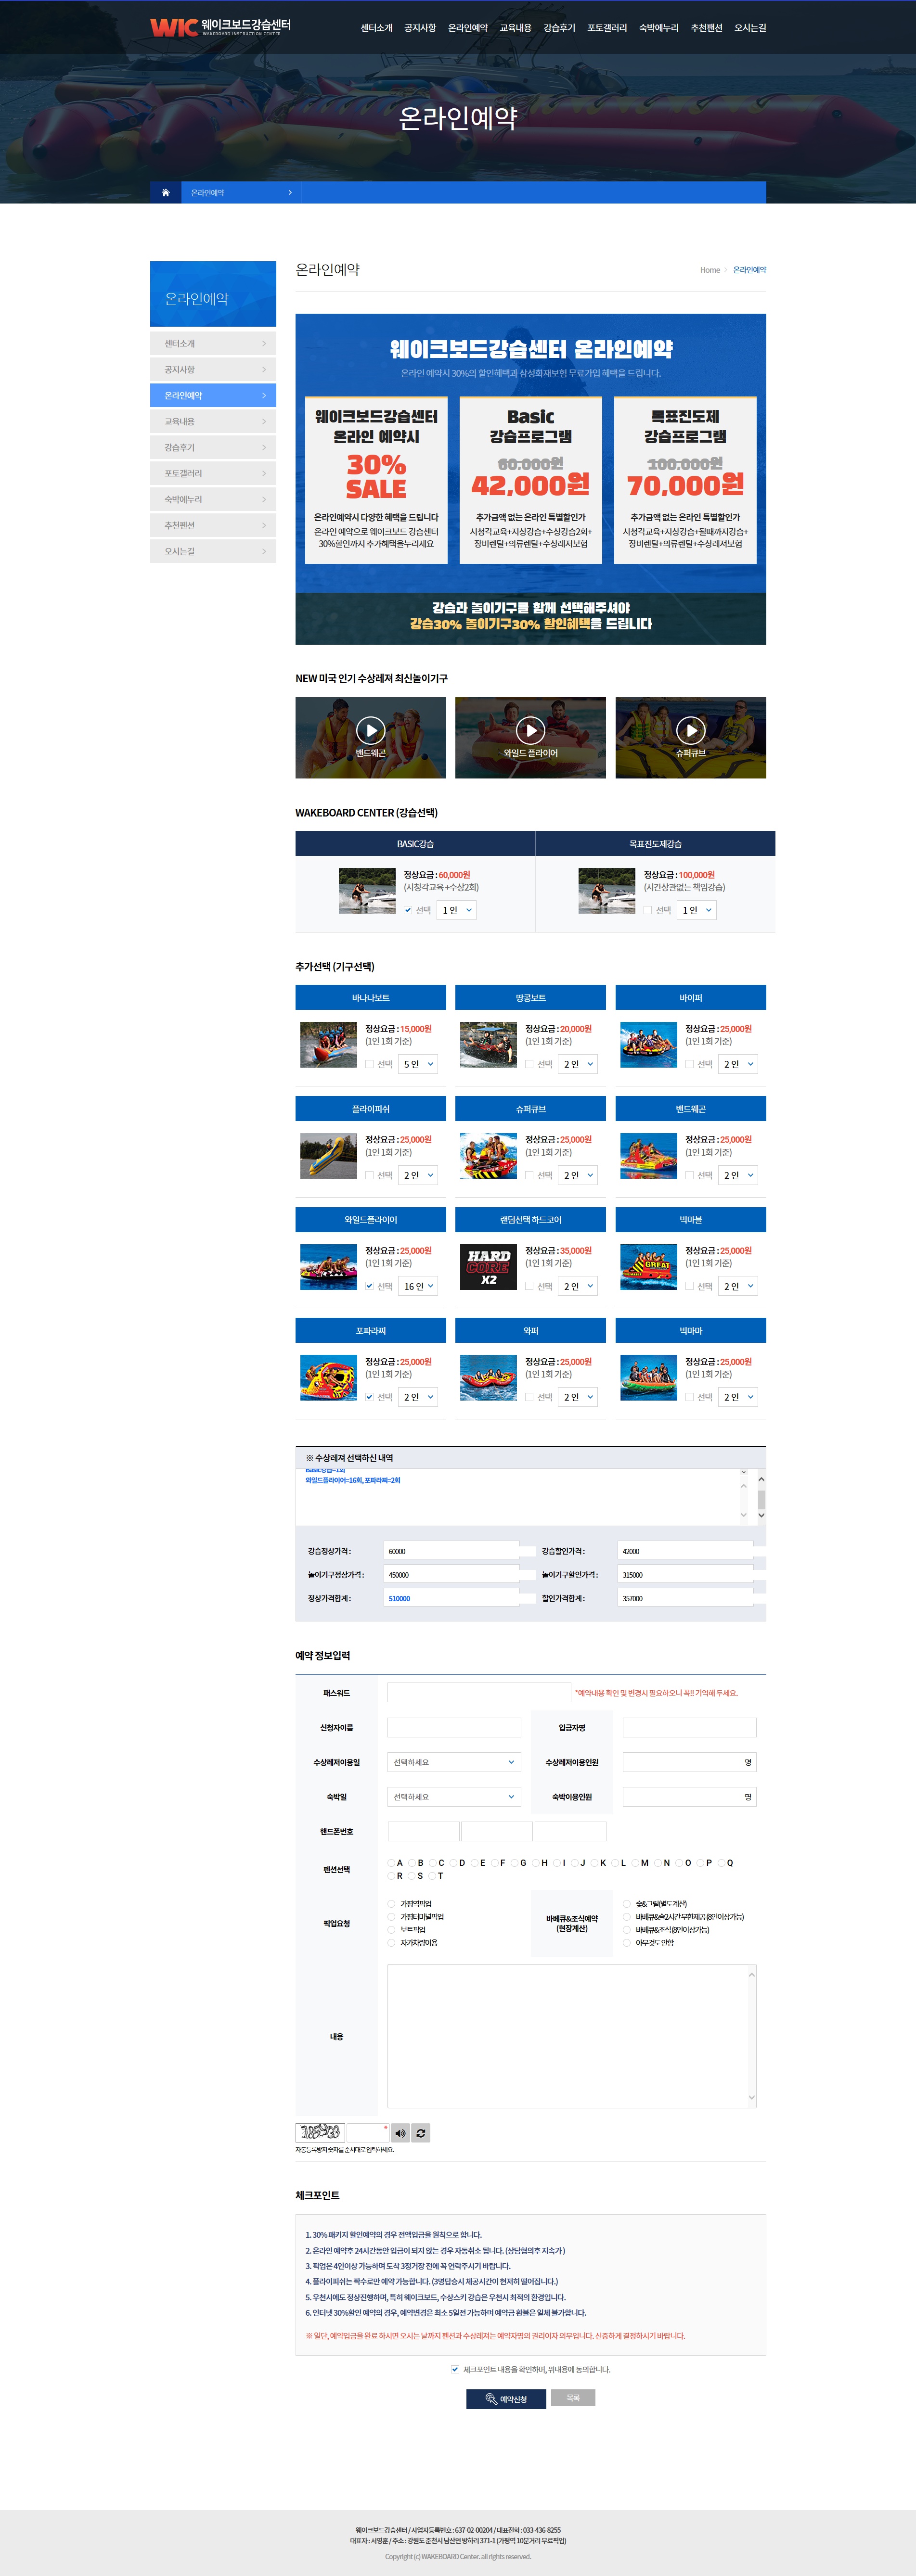 WIC 웨이크보드강습센터
WAKEBOARD INSTRUCTION CENTER
센터소개 공지사항 온라인예약 교육내용 강습후기 포토갤러리 숙박에누리 추천팬션 오시는길
온라인예약
온라인예약
온라인예약
센터소개
공지사항
온라인예약
교육내용
강습후기
포토갤러리
숙박에누리
추천펜션
오시는길
온라인예약
Home 온라인예약
웨이크보드강습센터 온라인예약
온라인 예약시 30%의 할인혜택과 삼성화재보험 무료가입 혜택을 드립니다.
웨이크보드강습센터
온라인 예약시
30%
SALE
온라인예약시 다양한 혜택을 드립니다
온라인 예약으로 웨이크보드 강습센터
30%할인까지 추가혜택을누리세요
Basic
강습프로그램
60,000원
42,000원
추가금액 없는 온라인 특별할인가
시청각교육+지상강습+수상강습2회+
장비렌탈+의류렌탈+수상레저보험
목표진도제
강습프로그램
100,000원
70,000원
추가금액 없는 온라인 특별할인가
시청각교육+지상강습+될때까지강습+
장비렌탈+의류렌탈+수상레저보험
강습과 놀이기구를 함께 선택해주셔야
강습30% 놀이기구30% 할인혜택을 드립니다
NEW 미국 인기 수상레져 최신놀이기구
밴드웨곤
와일드 플라이어
슈퍼큐브
WAKEBOARD CENTER (강습선택)
BASIC강습 목표진도제강습
정상요금 : 60,000원
(시청각교육 +수상2회)
선택 1 인
정상요금 : 100,000원
(시간상관없는 책임강습)
선택 1 인
추가선택 (기구선택)
바나나보트 땅콩보트 바이퍼
정상요금 : 15,000원
(1인 1회 기준)
선택 5 인
정상요금 : 20,000원
(1인 1회 기준)
선택 2 인
정상요금 : 25,000원
(1인 1회 기준)
선택 2 인
플라이피쉬 슈퍼큐브 밴드웨곤
정상요금 : 25,000원
(1인 1회 기준)
선택 2 인
정상요금 : 25,000원
(1인 1회 기준)
선택 2 인
정상요금 : 25,000원
(1인 1회 기준)
선택 2 인
와일드플라이어 랜덤선택 하드코어 빅마블
정상요금 : 25,000원
(1인 1회 기준)
선택 16 인
HARD
CORE
X2
정상요금 : 35,000원
(1인 1회 기준)
선택 2 인
GREAT
정상요금 : 25,000원
(1인 1회 기준)
선택 2 인
포파라찌 와퍼 빅마마
정상요금 : 25,000원
(1인 1회 기준)
선택 2 인
정상요금 : 25,000원
(1인 1회 기준)
선택 2 인
정상요금 : 25,000원
(1인 1회 기준)
선택 2 인
※ 수상레져 선택하신 내역
Basic강습=1회
와일드플라이어=16회, 포파라찌=2회
강습정상가격 : 60000 강습할인가격 : 42000
놀이기구정상가격 : 450000 놀이기구할인가격 : 315000
정상가격합계 : 510000 할인가격합계 : 357000
예약 정보입력
패스워드 *예약내용 확인 및 변경시 필요하오니 꼭!! 기억해 두세요.
신청자이름 입금자명
수상레저이용일 선택하세요 수상레저이용인원 명
숙박일 선택하세요 숙박이용인원 명
핸드폰번호
펜션선택 A B C D E F G H I J K L M N O P Q
R S T
픽업요청
가평역픽업
가평터미널픽업
보트픽업
자가차량이용
바베큐&조식예약
(현장계산)
숯&그릴(별도계산)
바베큐&술2시간 무한제공(8인이상가능)
바베큐&조식(8인이상가능)
아무것도 안함
내용
*
자동등록방지 숫자를 순서대로 입력하세요.
체크포인트
1. 30% 패키지 할인예약의 경우 전액입금을 원칙으로 합니다.
2. 온라인 예약후 24시간동안 입금이 되지 않는 경우 자동취소 됩니다. (상담협의후 지속가 )
3. 픽업은 4인이상 가능하며 도착 3정거장 전에 꼭 연락주시기 바랍니다.
4. 플라이피쉬는 짝수로만 예약 가능합니다. (3명탑승시 체공시간이 현저히 떨어집니다.)
5. 우천시에도 정상진행하며, 특히 웨이크보드, 수상스키 강습은 우천시 최적의 환경입니다.
6. 인터넷 30%할인 예약의 경우, 예약변경은 최소 5일전 가능하며 예약금 환불은 일체 불가합니다.
※ 일단, 예약입금을 완료 하시면 오시는 날까지 펜션과 수상레져는 예약자명의 권리이자 의무입니다. 신중하게 결정하시기 바랍니다.
체크포인트 내용을 확인하며, 위내용에 동의합니다.
예약신청 목록
웨이크보드강습센터 / 사업자등록번호 : 637-02-00204 / 대표전화 : 033-436-8255
대표자 : 서영훈 / 주소 : 강원도 춘천시 남산면 방하리 371-1 (가평역 10분거리 무료픽업)
Copyright (c) WAKEBOARD Center. all rights reserved.